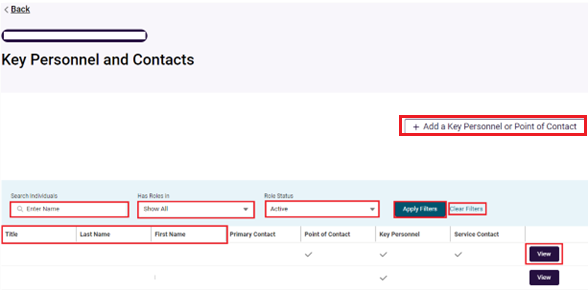 < Back
Key Personnel and Contacts
+ Add a Key Personnel or Point of Contact
Search Individuals Has Roles in Role Status
Enter Name Show All Active Apply Filters Clear Filters
Title Last Name First Name Primary Contact Point of Contact Key Personnel Service Contact
View
View